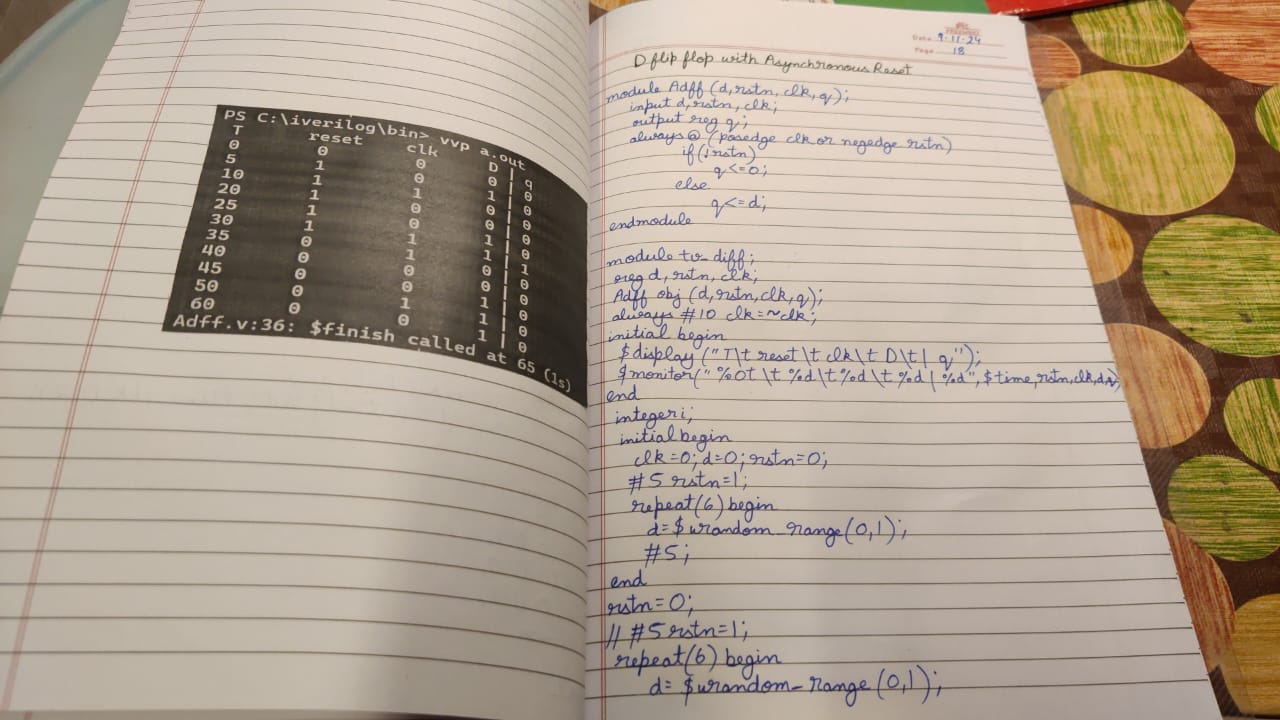 PS C:\iverilog\bin> vvp a.out
T reset clk D | q
0 0 0 0 | 0
5 1 0 1 | 0
10 1 1 0 | 0
20 1 0 0 | 0
25 1 0 1 | 0
30 1 1 1 | 1
35 0 1 0 | 0
40 0 0 0 | 0
45 0 0 1 | 0
50 0 1 1 | 0
60 0 0 1 | 0
Adff.v:36: $finish called at 65 (1s)
Date 9-11-24
Page 18
D flip flop with Asynchronous Reset
module Adff (d,rstn,clk,q);
input d,rstn,clk;
output reg q;
always@ (posedge clk or negedge rstn)
if(!rstn)
q<=0;
else
q<=d;
endmodule
module tv_diff;
reg d,rstn,clk;
Adff obj (d,rstn,clk,q);
always #10 clk=~clk;
initial begin
$display ("T\t reset \t clk\t D\t| q");
$monitor("%0t \t %d\t%d\t %d | %d",$time,rstn,clk,d,q)
end
integer i;
initial begin
clk=0; d=0; rstn=0;
#5 rstn=1;
repeat(6) begin
d=$urandom_range(0,1);
#5;
end
rstn=0;
// #5 rstn=1;
repeat(6) begin
d= $urandom_range (0,1);